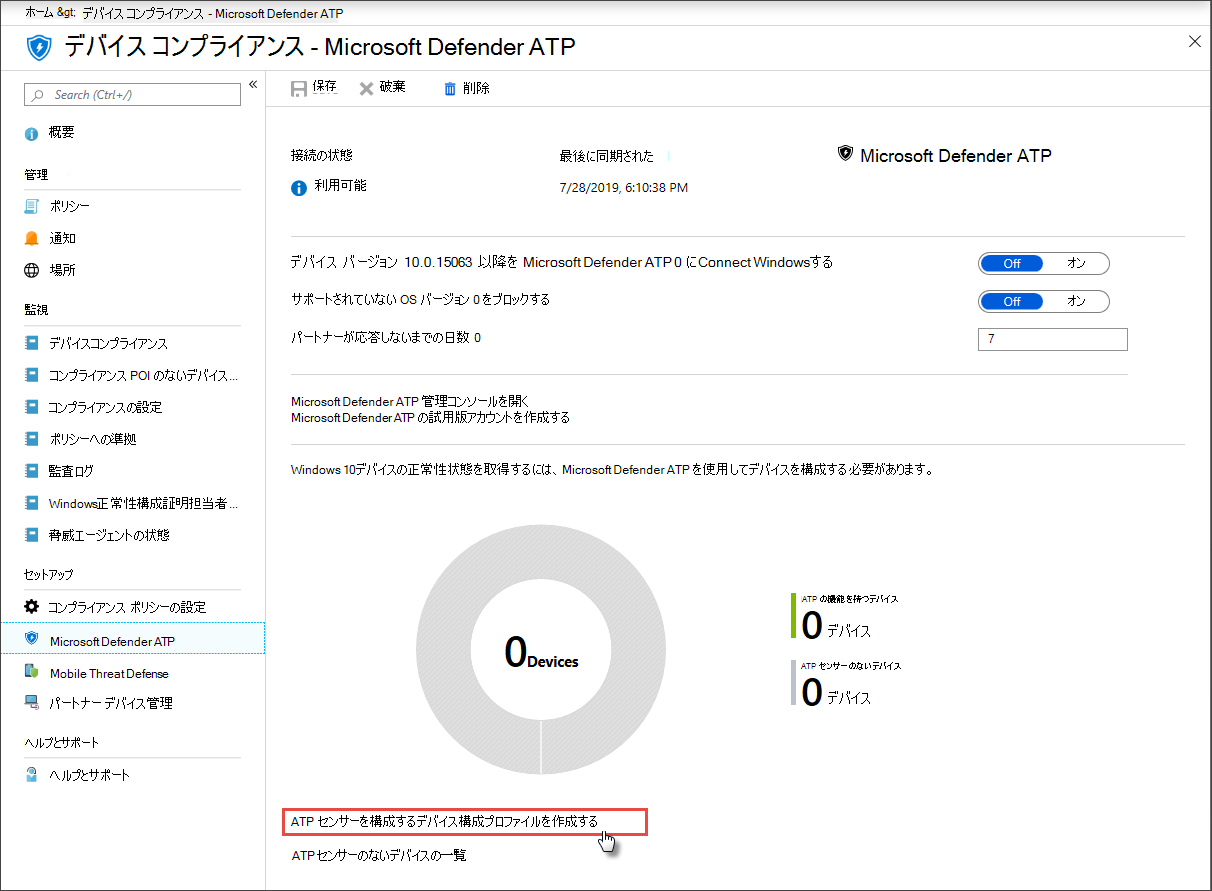 ホーム &gt; デバイス コンプライアンス - Microsoft Defender ATP
デバイス コンプライアンス - Microsoft Defender ATP
Search (Ctrl+/)
概要
管理
ポリシー
通知
場所
監視
デバイスコンプライアンス
コンプライアンス POI のないデバイス...
コンプライアンスの設定
ポリシーへの準拠
監査ログ
Windows正常性構成証明担当者...
脅威エージェントの状態
セットアップ
コンプライアンス ポリシーの設定
Microsoft Defender ATP
Mobile Threat Defense
パートナー デバイス管理
ヘルプとサポート
ヘルプとサポート
保存 破棄 削除
接続の状態
利用可能
最後に同期された
7/28/2019, 6:10:38 PM
Microsoft Defender ATP
デバイス バージョン 10.0.15063 以降を Microsoft Defender ATP 0 にConnect Windowsする
Off オン
サポートされていない OS バージョン 0 をブロックする
Off オン
パートナーが応答しないまでの日数 0
7
Microsoft Defender ATP 管理コンソールを開く
Microsoft Defender ATP の試用版アカウントを作成する
Windows 10デバイスの正常性状態を取得するには、Microsoft Defender ATP を使用してデバイスを構成する必要があります。
0Devices
ATP の機能を持つデバイス
0 デバイス
ATP センサーのないデバイス
0 デバイス
ATP センサーを構成するデバイス構成プロファイルを作成する
ATP センサーのないデバイスの一覧